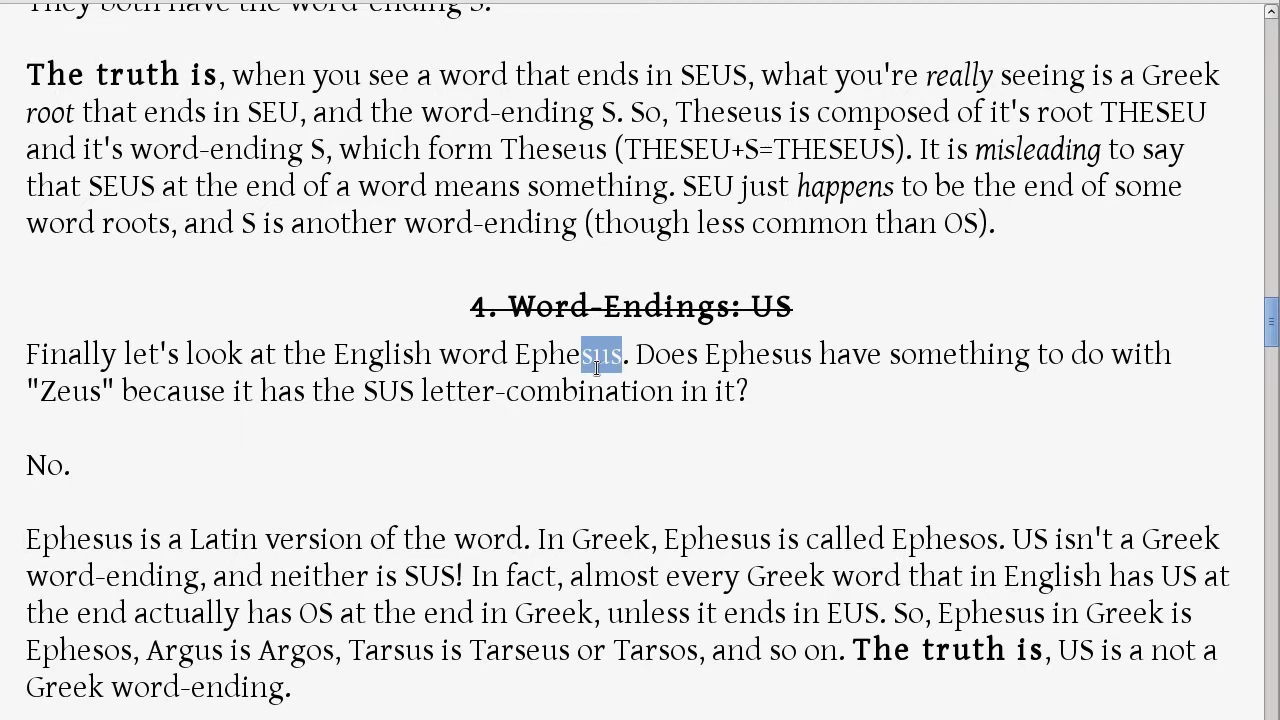 They both have the word-ending S.
The truth is, when you see a word that ends in SEUS, what you're really seeing is a Greek
root that ends in SEU, and the word-ending S. So, Theseus is composed of it's root THESEU
and it's word-ending S, which form Theseus (THESEU+S=THESEUS). It is misleading to say
that SEUS at the end of a word means something. SEU just happens to be the end of some
word roots, and S is another word-ending (though less common than OS).
4. Word-Endings: US
Finally let's look at the English word Ephesus. Does Ephesus have something to do with
"Zeus" because it has the SUS letter-combination in it?
No.
Ephesus is a Latin version of the word. In Greek, Ephesus is called Ephesos. US isn't a Greek
word-ending, and neither is SUS! In fact, almost every Greek word that in English has US at
the end actually has OS at the end in Greek, unless it ends in EUS. So, Ephesus in Greek is
Ephesos, Argus is Argos, Tarsus is Tarseus or Tarsos, and so on. The truth is, US is a not a
Greek word-ending.